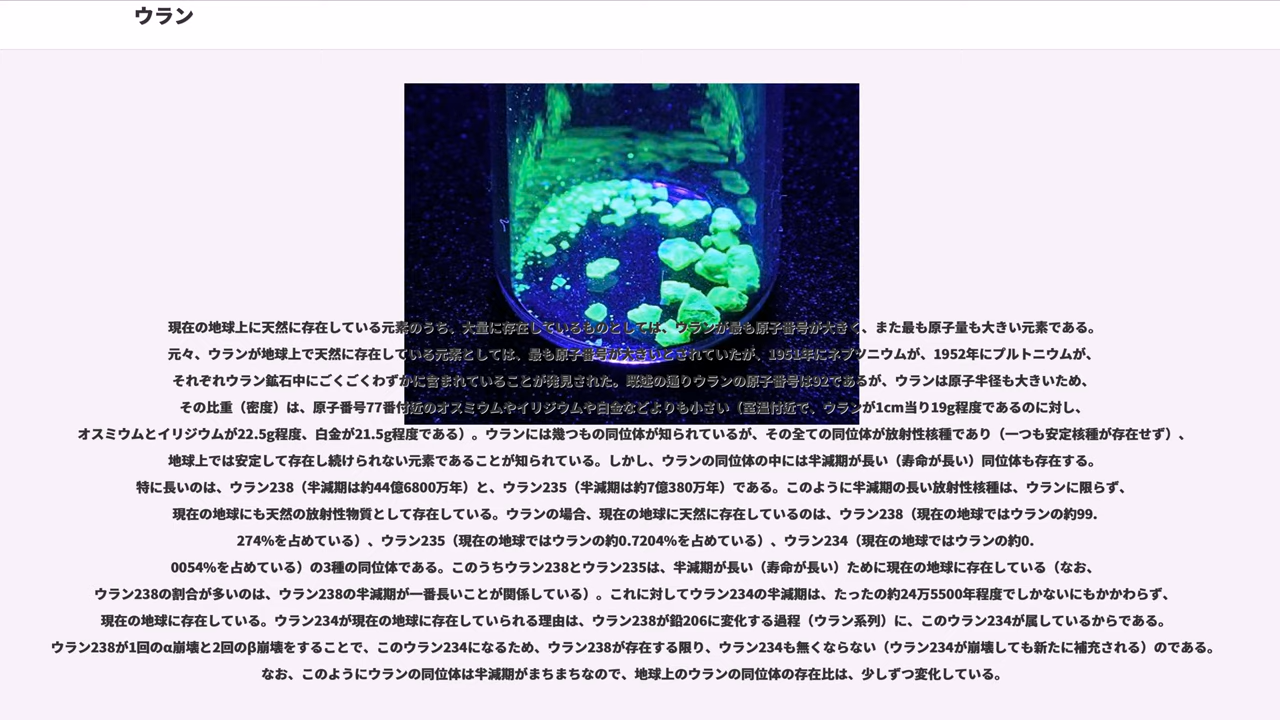 ウラン
現在の地球上に天然に存在している元素のうち、大量に存在しているものとしては、ウランが最も原子番号が大きく、また最も原子量も大きい元素である。
元々、ウランが地球上で天然に存在している元素としては、最も原子番号が大きいとされていたが、1951年にネプツニウムが、1952年にプルトニウムが、
それぞれウラン鉱石中にごくごくわずかに含まれていることが発見された。既述の通りウランの原子番号は92であるが、ウランは原子半径も大きいため、
その比重（密度）は、原子番号77番付近のオスミウムやイリジウムや白金などよりも小さい（室温付近で、ウランが1cm当り19g程度であるのに対し、
オスミウムとイリジウムが22.5g程度、白金が21.5g程度である）。ウランには幾つもの同位体が知られているが、その全ての同位体が放射性核種であり（一つも安定核種が存在せず）、
地球上では安定して存在し続けられない元素であることが知られている。しかし、ウランの同位体の中には半減期が長い（寿命が長い）同位体も存在する。
特に長いのは、ウラン238（半減期は約44億6800万年）と、ウラン235（半減期は約7億380万年）である。このように半減期の長い放射性核種は、ウランに限らず、
現在の地球にも天然の放射性物質として存在している。ウランの場合、現在の地球に天然に存在しているのは、ウラン238（現在の地球ではウランの約99.
274%を占めている）、ウラン235（現在の地球ではウランの約0.7204%を占めている）、ウラン234（現在の地球ではウランの約0.
0054%を占めている）の3種の同位体である。このうちウラン238とウラン235は、半減期が長い（寿命が長い）ために現在の地球に存在している（なお、
ウラン238の割合が多いのは、ウラン238の半減期が一番長いことが関係している）。これに対してウラン234の半減期は、たったの約24万5500年程度でしかないにもかかわらず、
現在の地球に存在している。ウラン234が現在の地球に存在していられる理由は、ウラン238が鉛206に変化する過程（ウラン系列）に、このウラン234が属しているからである。
ウラン238が1回のα崩壊と2回のβ崩壊をすることで、このウラン234になるため、ウラン238が存在する限り、ウラン234も無くならない（ウラン234が崩壊しても新たに補充される）のである。
なお、このようにウランの同位体は半減期がまちまちなので、地球上のウランの同位体の存在比は、少しずつ変化している。